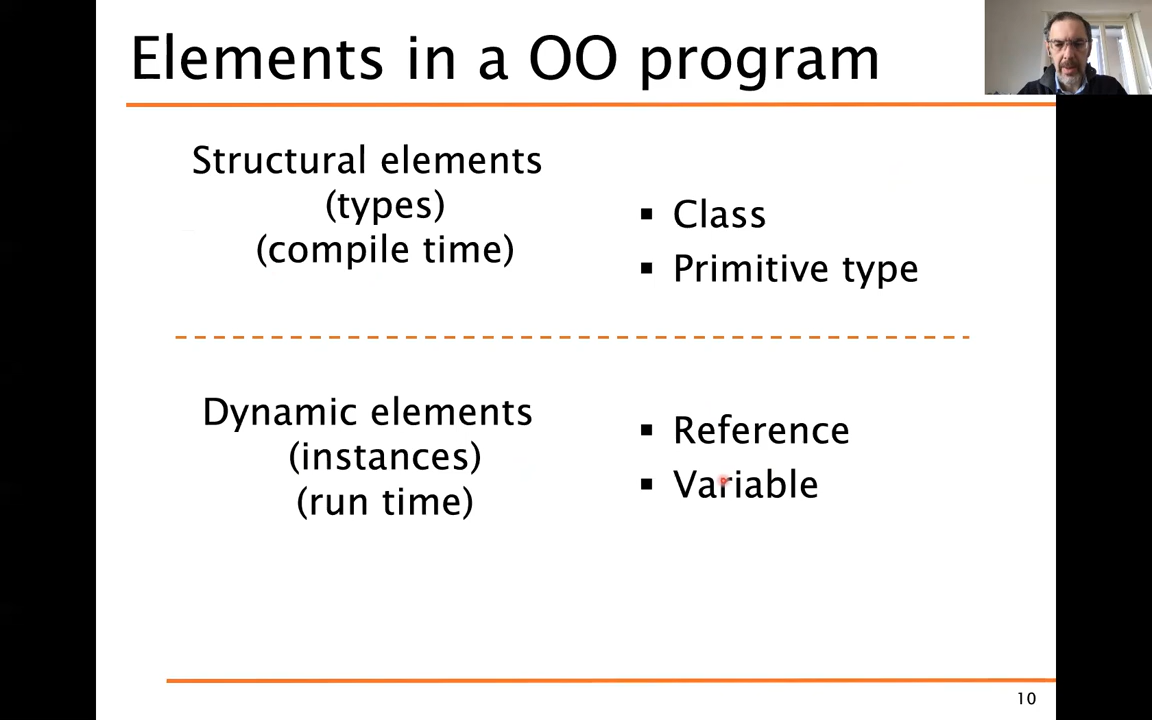 Elements in a OO program
Structural elements
(types)
(compile time)
▪ Class
▪ Primitive type
Dynamic elements
(instances)
(run time)
▪ Reference
▪ Variable
10